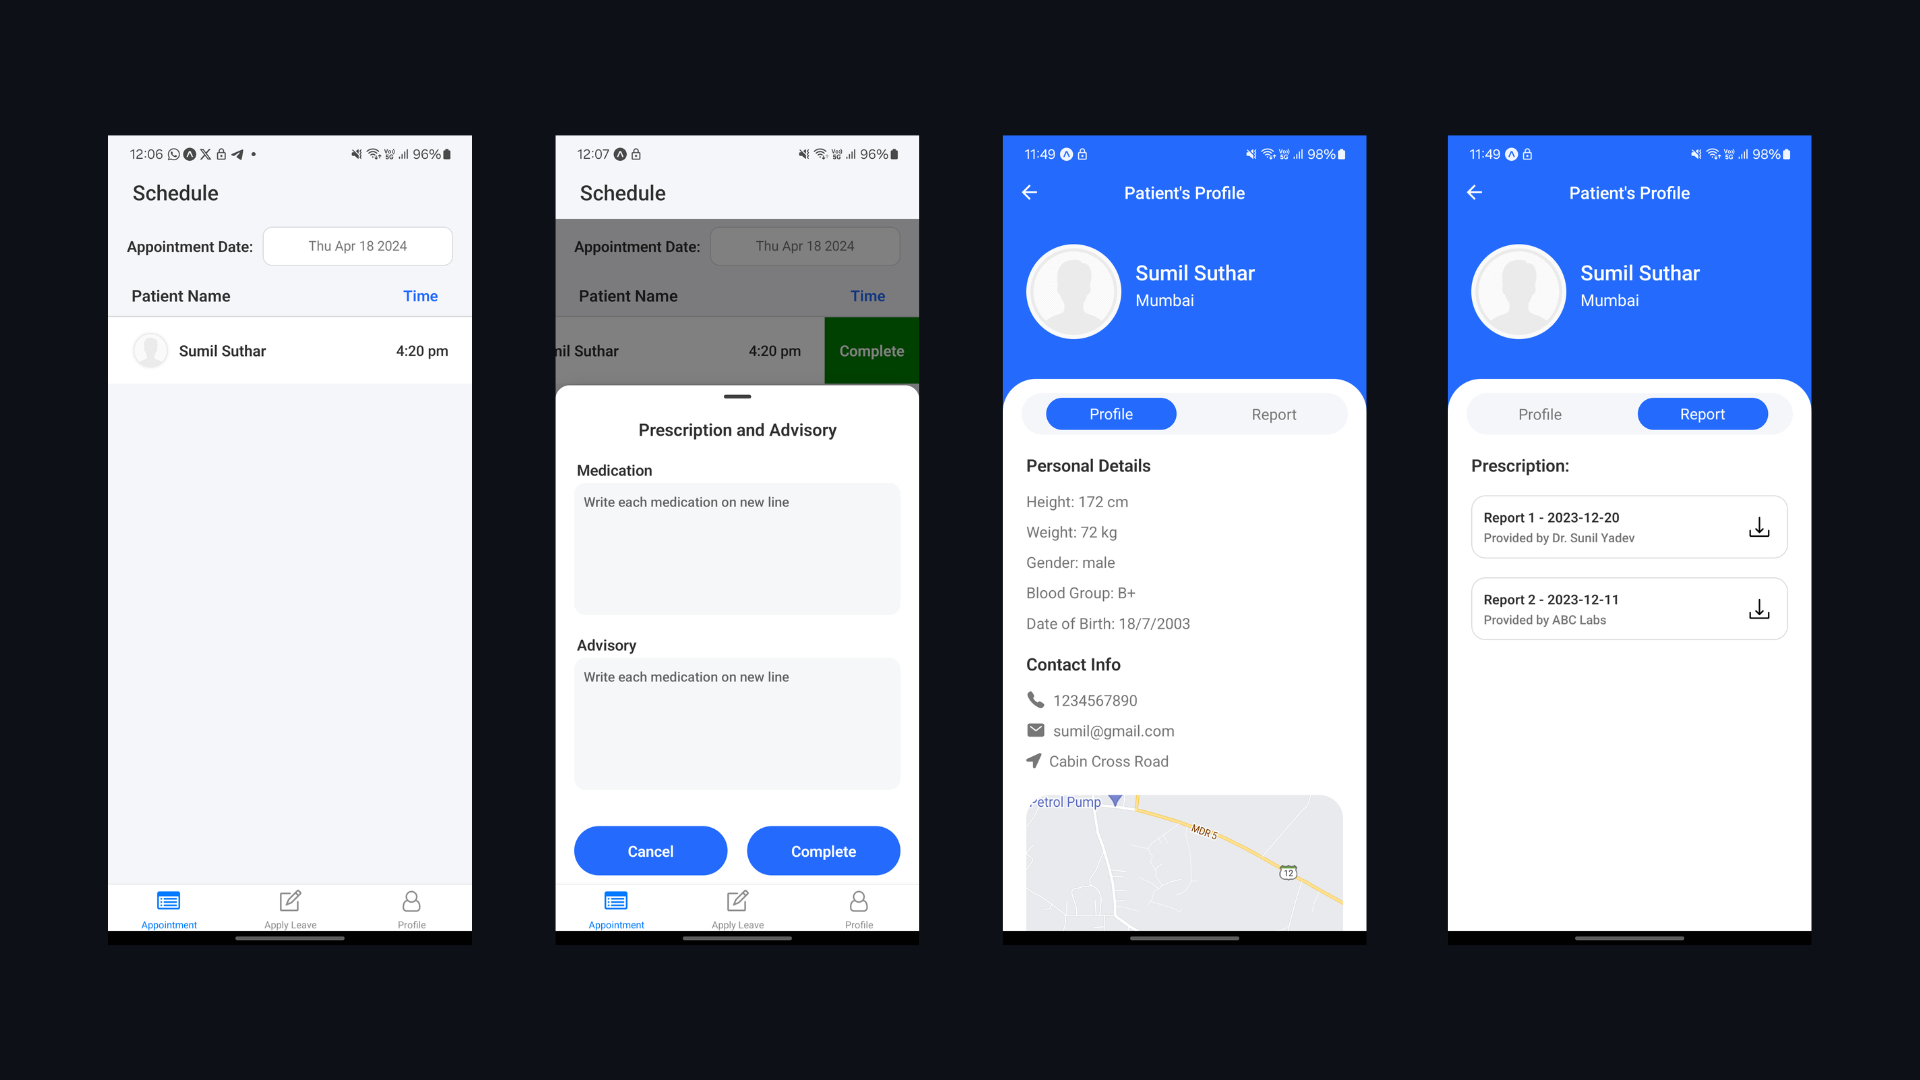 12:06
96%
Schedule
Appointment Date:
Thu Apr 18 2024
Patient Name
Time
Sumil Suthar
4:20 pm
Appointment
Apply Leave
Profile
12:07
96%
Schedule
Appointment Date:
Thu Apr 18 2024
Patient Name
Time
nil Suthar
4:20 pm
Complete
Prescription and Advisory
Medication
Write each medication on new line
Advisory
Write each medication on new line
Cancel
Complete
Appointment
Apply Leave
Profile
11:49
98%
Patient's Profile
Sumil Suthar
Mumbai
Profile
Report
Personal Details
Height: 172 cm
Weight: 72 kg
Gender: male
Blood Group: B+
Date of Birth: 18/7/2003
Contact Info
1234567890
sumil@gmail.com
Cabin Cross Road
Petrol Pump
MDR 5
12
11:49
98%
Patient's Profile
Sumil Suthar
Mumbai
Profile
Report
Prescription:
Report 1 - 2023-12-20
Provided by Dr. Sunil Yadev
Report 2 - 2023-12-11
Provided by ABC Labs